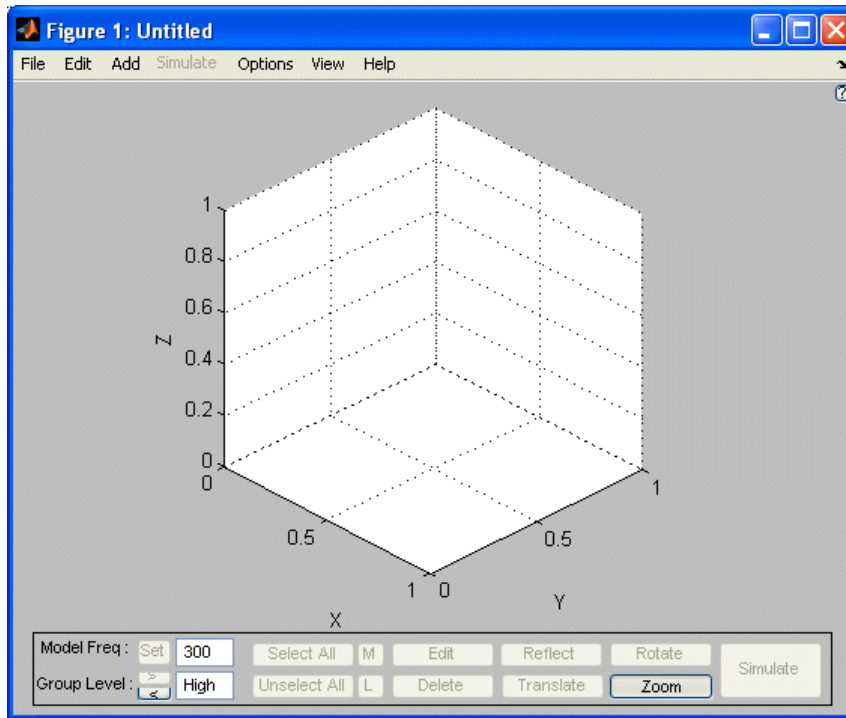 Figure 1: Untitled
File Edit Add Simulate Options View Help
?
1
0.8
0.6
0.4
0.2
0
Z
0
0.5
1
X
0
0.5
1
Y
Model Freq : Set 300 Select All M Edit Reflect Rotate Simulate
Group Level : > < High Unselect All L Delete Translate Zoom